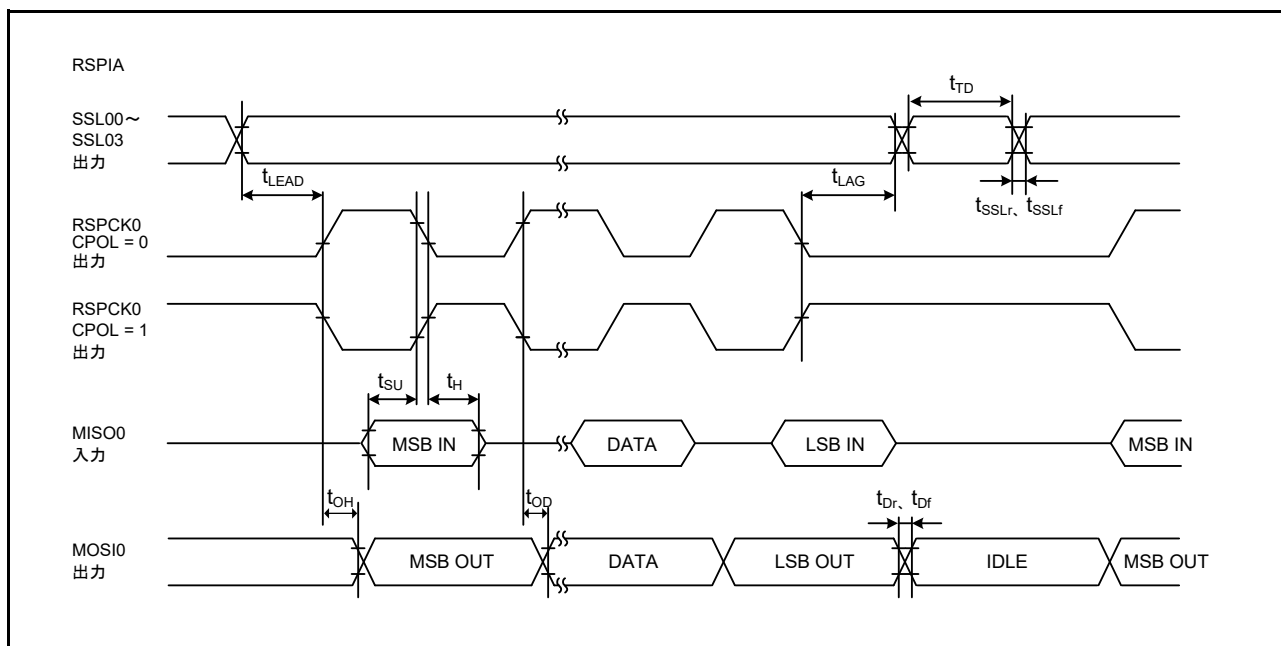 RSPIA
SSL00～
SSL03
出力
tTD
tLEAD
tLAG
tSSLr、tSSLf
RSPCK0
CPOL = 0
出力
RSPCK0
CPOL = 1
出力
tSU
tH
MISO0
入力
MSB IN
DATA
LSB IN
MSB IN
tOH
tOD
tDr、tDf
MOSI0
出力
MSB OUT
DATA
LSB OUT
IDLE
MSB OUT